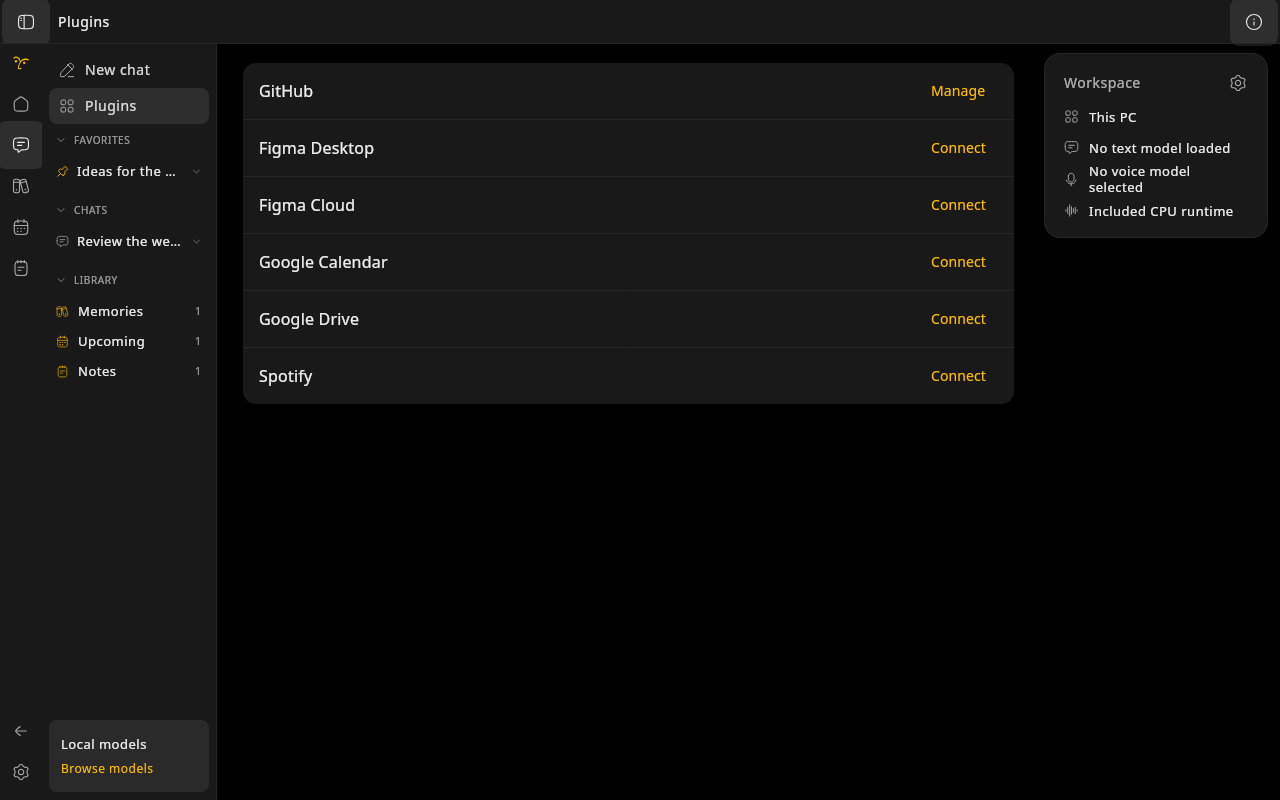 Plugins
New chat
Plugins
FAVORITES
Ideas for the ...
CHATS
Review the we...
LIBRARY
Memories 1
Upcoming 1
Notes 1
Local models
Browse models
GitHub Manage
Figma Desktop Connect
Figma Cloud Connect
Google Calendar Connect
Google Drive Connect
Spotify Connect
Workspace
This PC
No text model loaded
No voice model
selected
Included CPU runtime